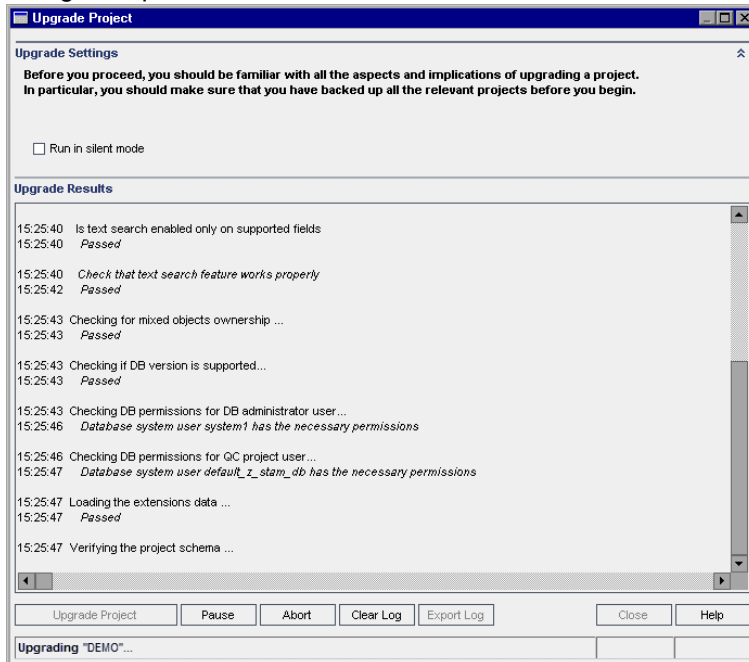 Upgrade Project
Upgrade Settings
Before you proceed, you should be familiar with all the aspects and implications of upgrading a project.
In particular, you should make sure that you have backed up all the relevant projects before you begin.
Run in silent mode
Upgrade Results
15:25:40 Is text search enabled only on supported fields
15:25:40 Passed
15:25:40 Check that text search feature works properly
15:25:42 Passed
15:25:43 Checking for mixed objects ownership ...
15:25:43 Passed
15:25:43 Checking if DB version is supported...
15:25:43 Passed
15:25:43 Checking DB permissions for DB administrator user...
15:25:46 Database system user system1 has the necessary permissions
15:25:46 Checking DB permissions for QC project user...
15:25:47 Database system user default_z_stam_db has the necessary permissions
15:25:47 Loading the extensions data ...
15:25:47 Passed
15:25:47 Verifying the project schema ...
Upgrade Project Pause Abort Clear Log Export Log Close Help
Upgrading "DEMO"...